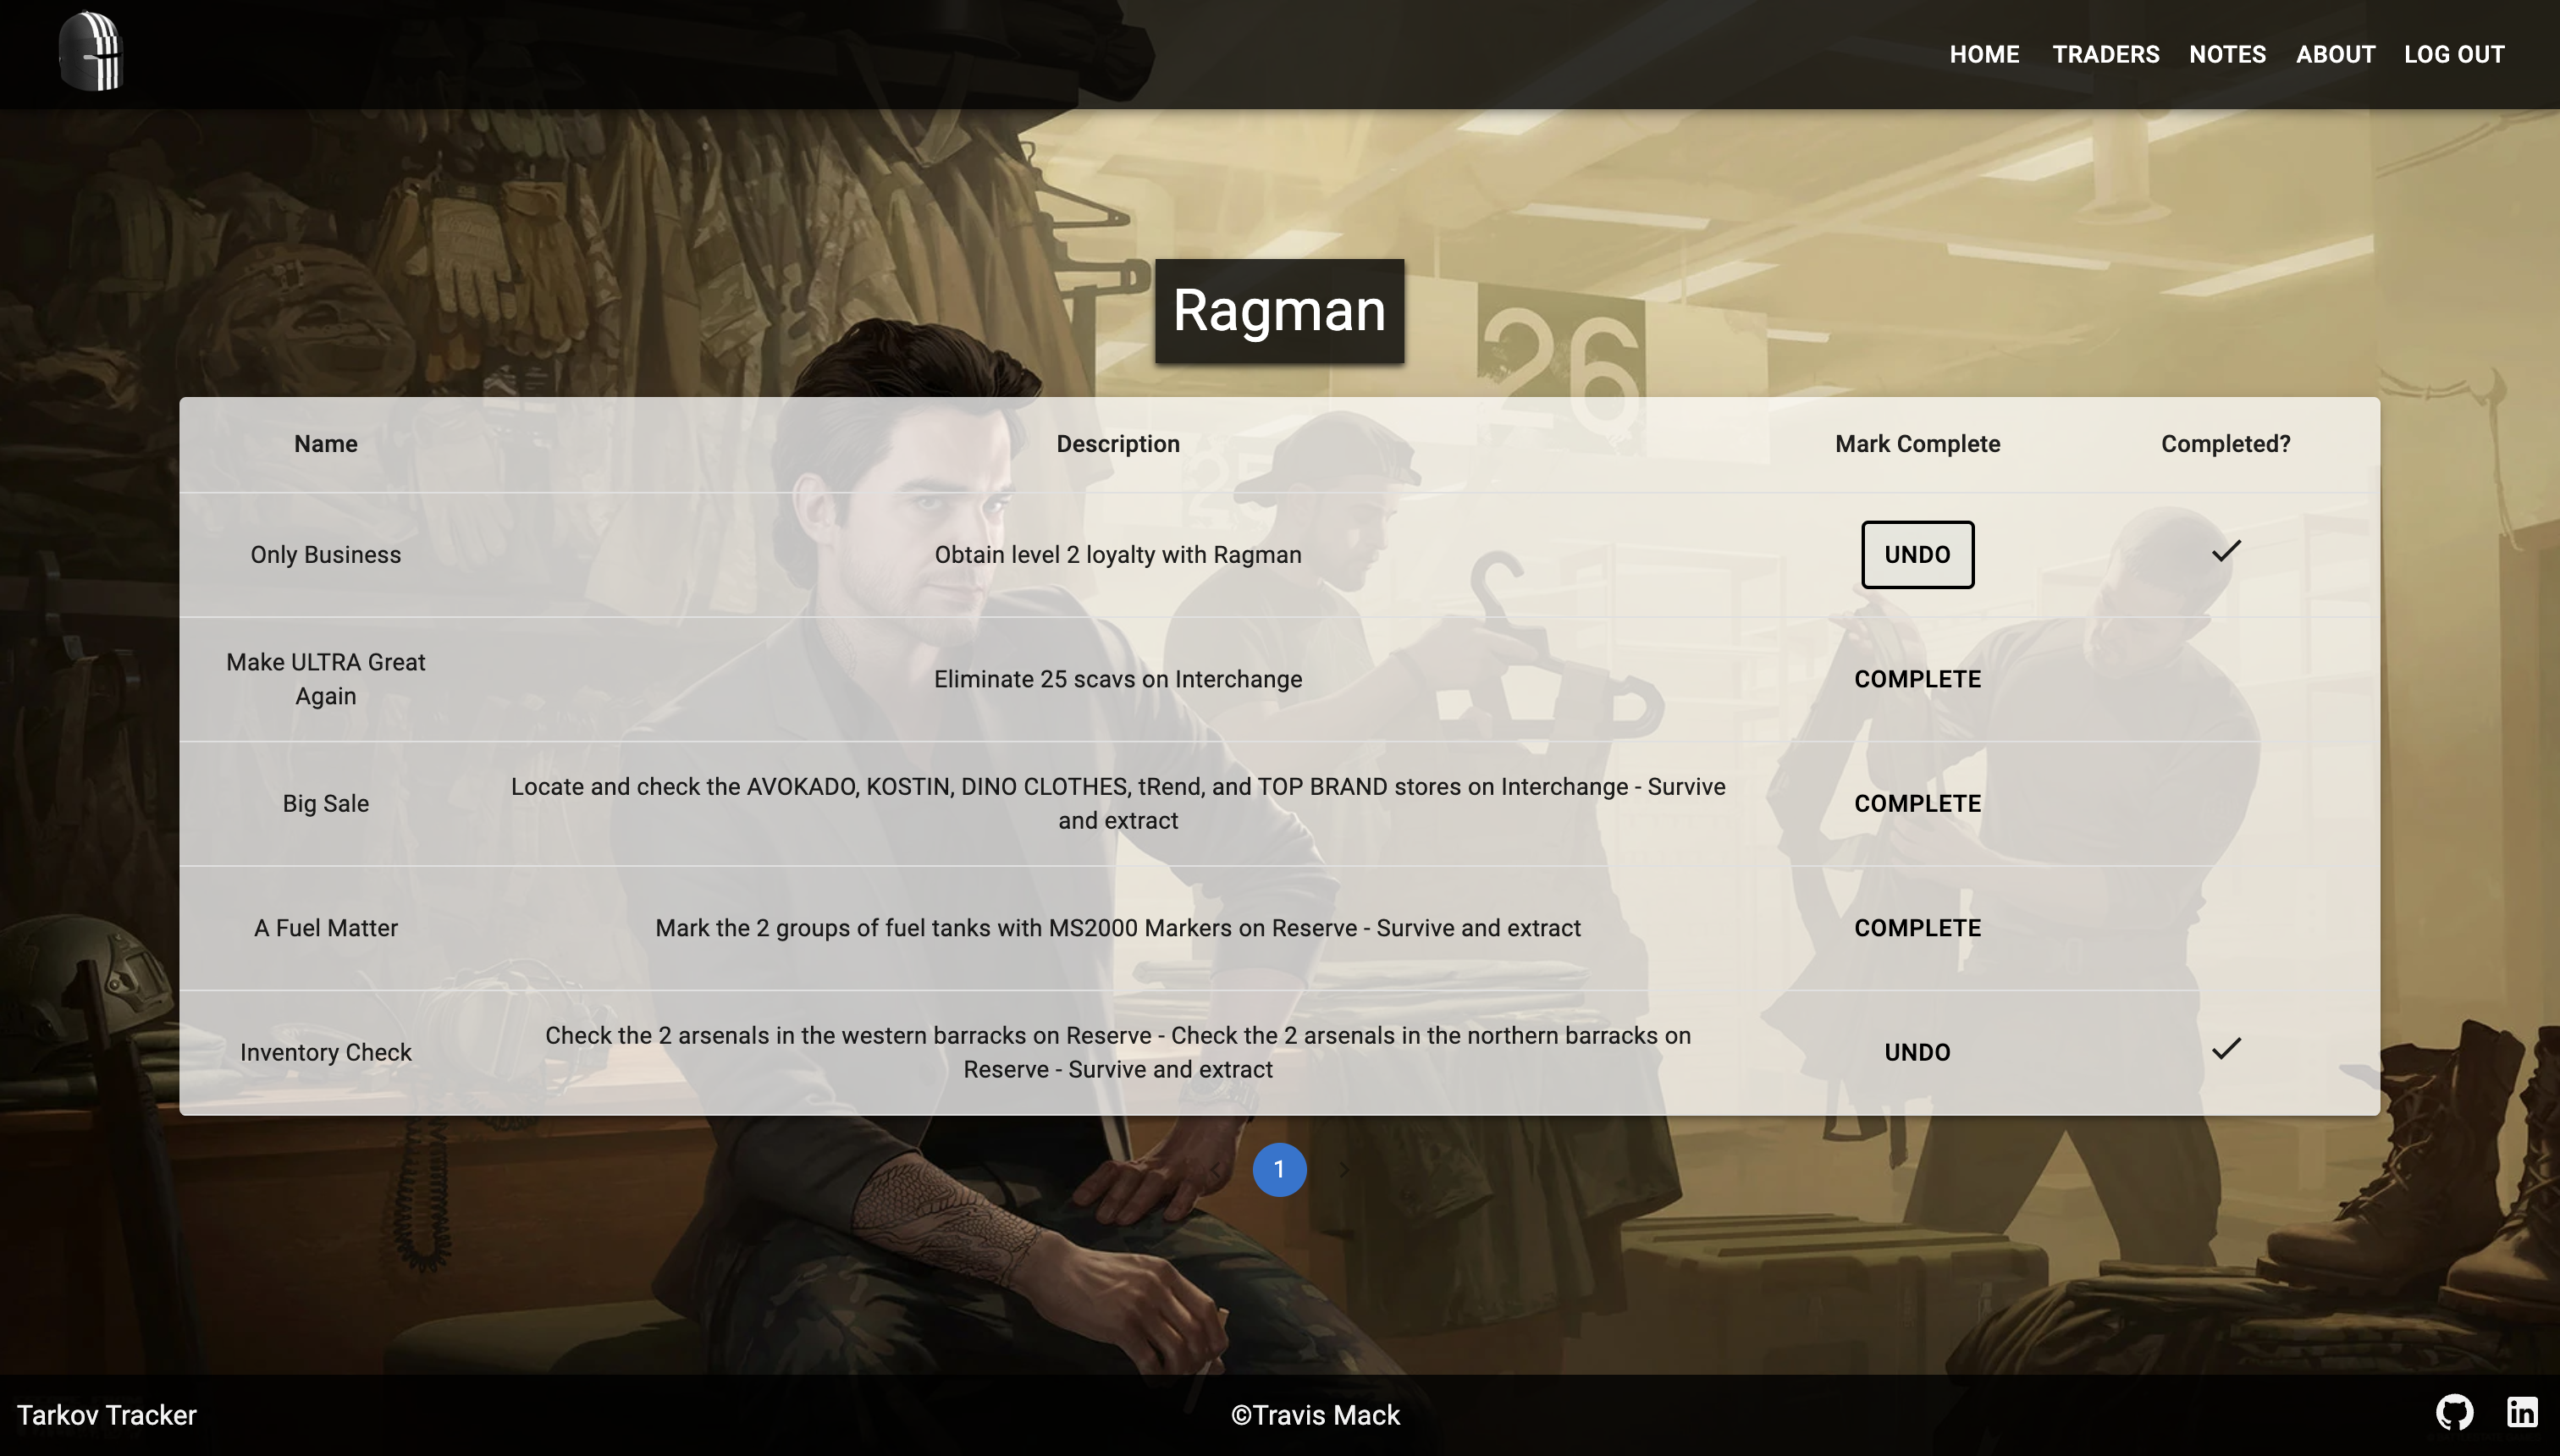 HOME TRADERS NOTES ABOUT LOG OUT
26
Ragman
Name Description Mark Complete Completed?
Only Business Obtain level 2 loyalty with Ragman UNDO
Make ULTRA Great
Again
Eliminate 25 scavs on Interchange COMPLETE
Big Sale
Locate and check the AVOKADO, KOSTIN, DINO CLOTHES, tRend, and TOP BRAND stores on Interchange - Survive
and extract
COMPLETE
A Fuel Matter Mark the 2 groups of fuel tanks with MS2000 Markers on Reserve - Survive and extract COMPLETE
Inventory Check
Check the 2 arsenals in the western barracks on Reserve - Check the 2 arsenals in the northern barracks on
Reserve - Survive and extract
UNDO
1
Tarkov Tracker ©Travis Mack in